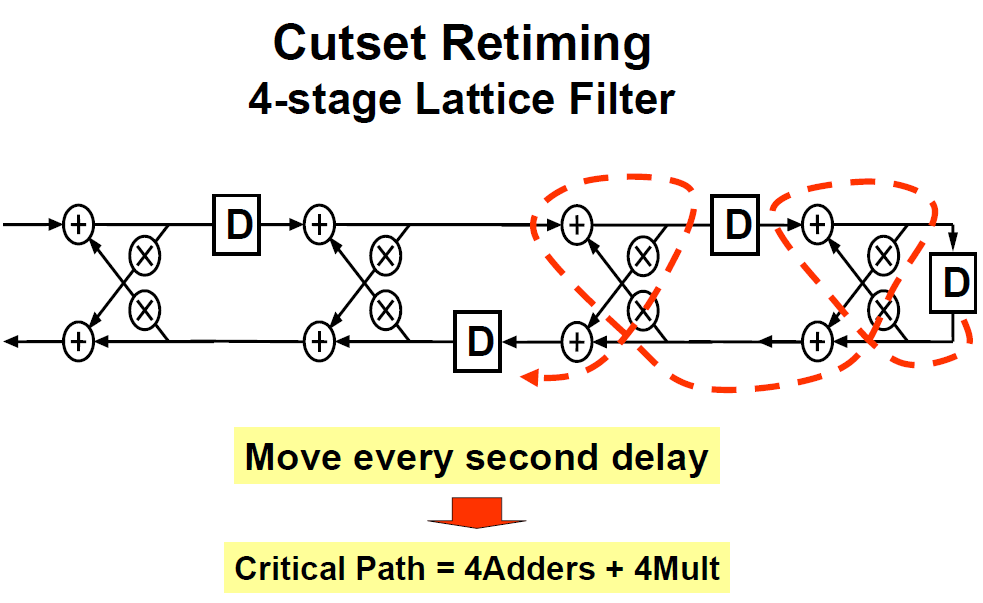 Cutset Retiming
4-stage Lattice Filter
D
D
D
D
Move every second delay
Critical Path = 4Adders + 4Mult